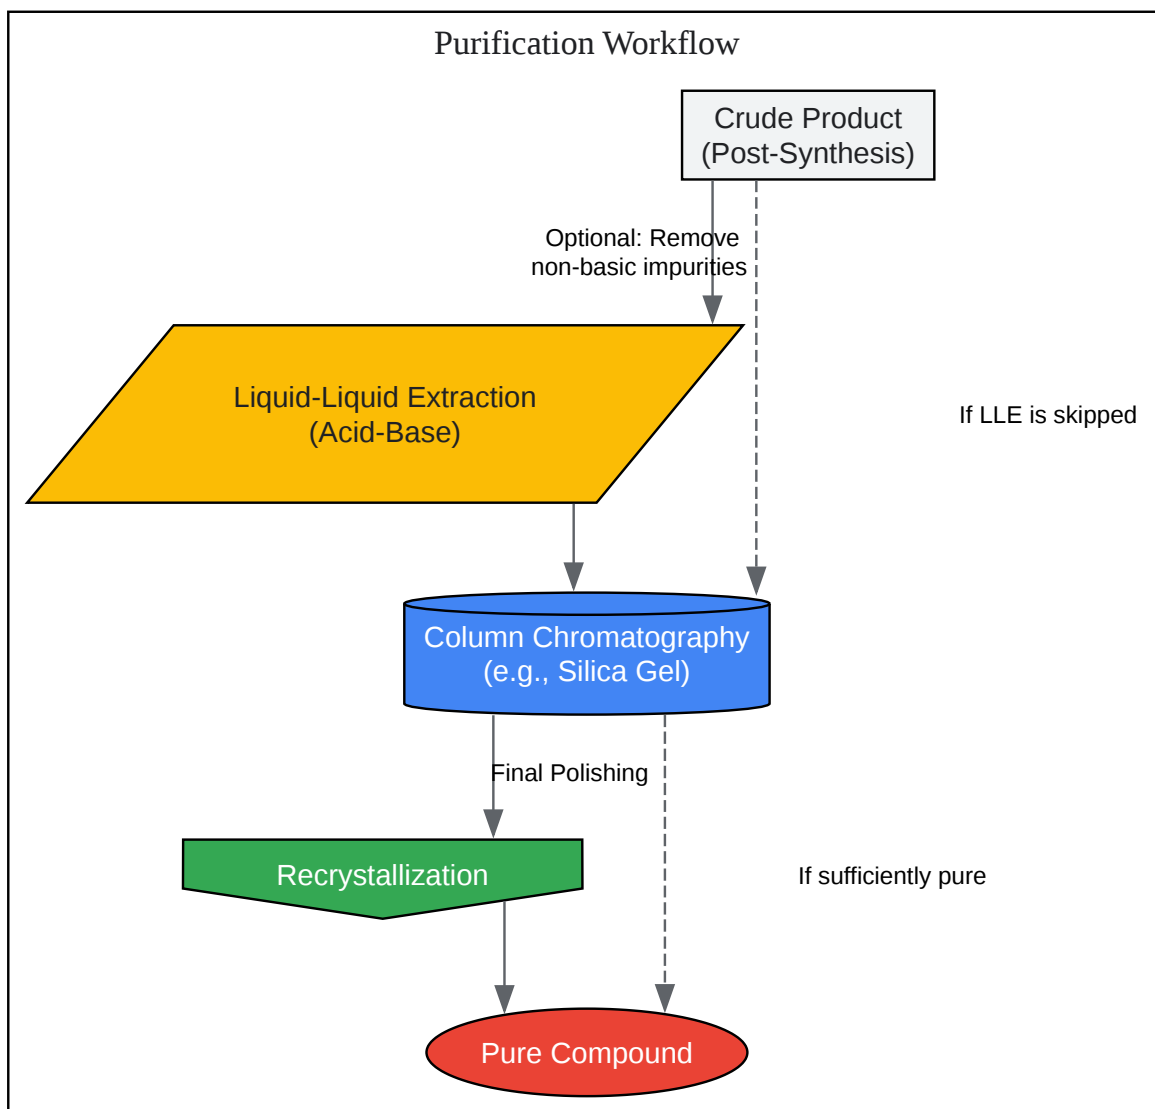 Purification Workflow
Crude Product
(Post-Synthesis)
Optional: Remove
non-basic impurities
Liquid-Liquid Extraction
(Acid-Base)
If LLE is skipped
Column Chromatography
(e.g., Silica Gel)
Final Polishing
Recrystallization
If sufficiently pure
Pure Compound